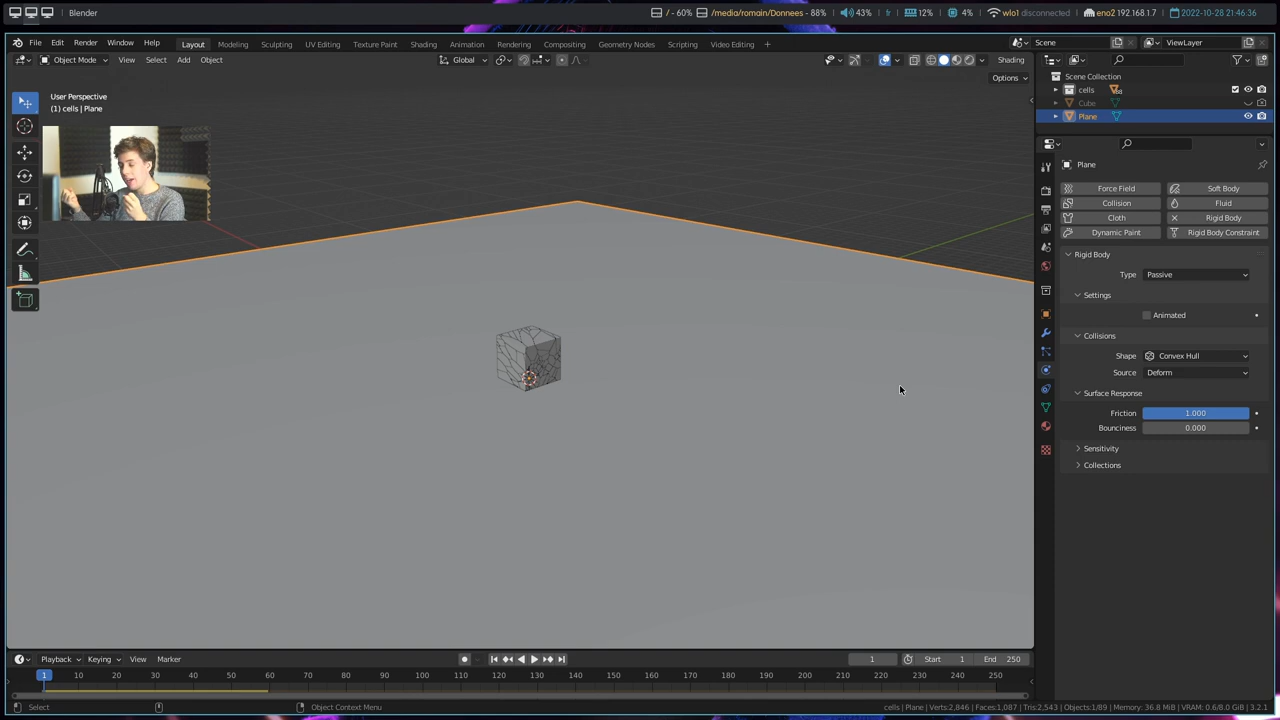 Blender
/ - 60% /media/romain/Donnees - 88% 43% fr 12% 4% wlo1 disconnected eno2 192.168.1.7 2022-10-28 21:46:36
File Edit Render Window Help Layout Modeling Sculpting UV Editing Texture Paint Shading Animation Rendering Compositing Geometry Nodes Scripting Video Editing + Scene ViewLayer
Object Mode View Select Add Object Global Shading
Options
User Perspective
(1) cells | Plane
Scene Collection
cells
Cube
Plane
Plane
Force Field Soft Body
Collision Fluid
Cloth Rigid Body
Dynamic Paint Rigid Body Constraint
Rigid Body
Type Passive
Settings
Animated
Collisions
Shape Convex Hull
Source Deform
Surface Response
Friction 1.000
Bounciness 0.000
Sensitivity
Collections
Playback Keying View Marker 1 Start 1 End 250
1 10 20 30 40 50 60 70 80 90 100 110 120 130 140 150 160 170 180 190 200 210 220 230 240 250
Select Object Context Menu cells | Plane | Verts:2,846 | Faces:1,087 | Tris:2,543 | Objects:1/89 | Memory: 36.8 MiB | VRAM: 0.6/8.0 GiB | 3.2.1